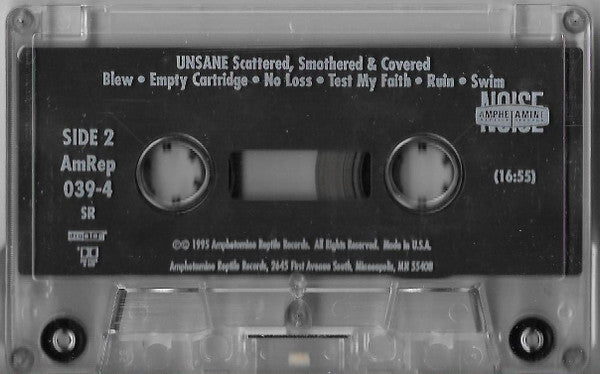 UNSANE Scattered, Smothered & Covered
Blew • Empty Cartridge • No Loss • Test My Faith • Ruin • Swim
NOISE
AMPHETAMINE
NOISE
SIDE 2
AmRep
039-4
SR
(16:55)
℗© 1995 Amphetamine Reptile Records. All Rights Reserved. Made in U.S.A.
Amphetamine Reptile Records, 2645 First Avenue South, Minneapolis, MN 55408